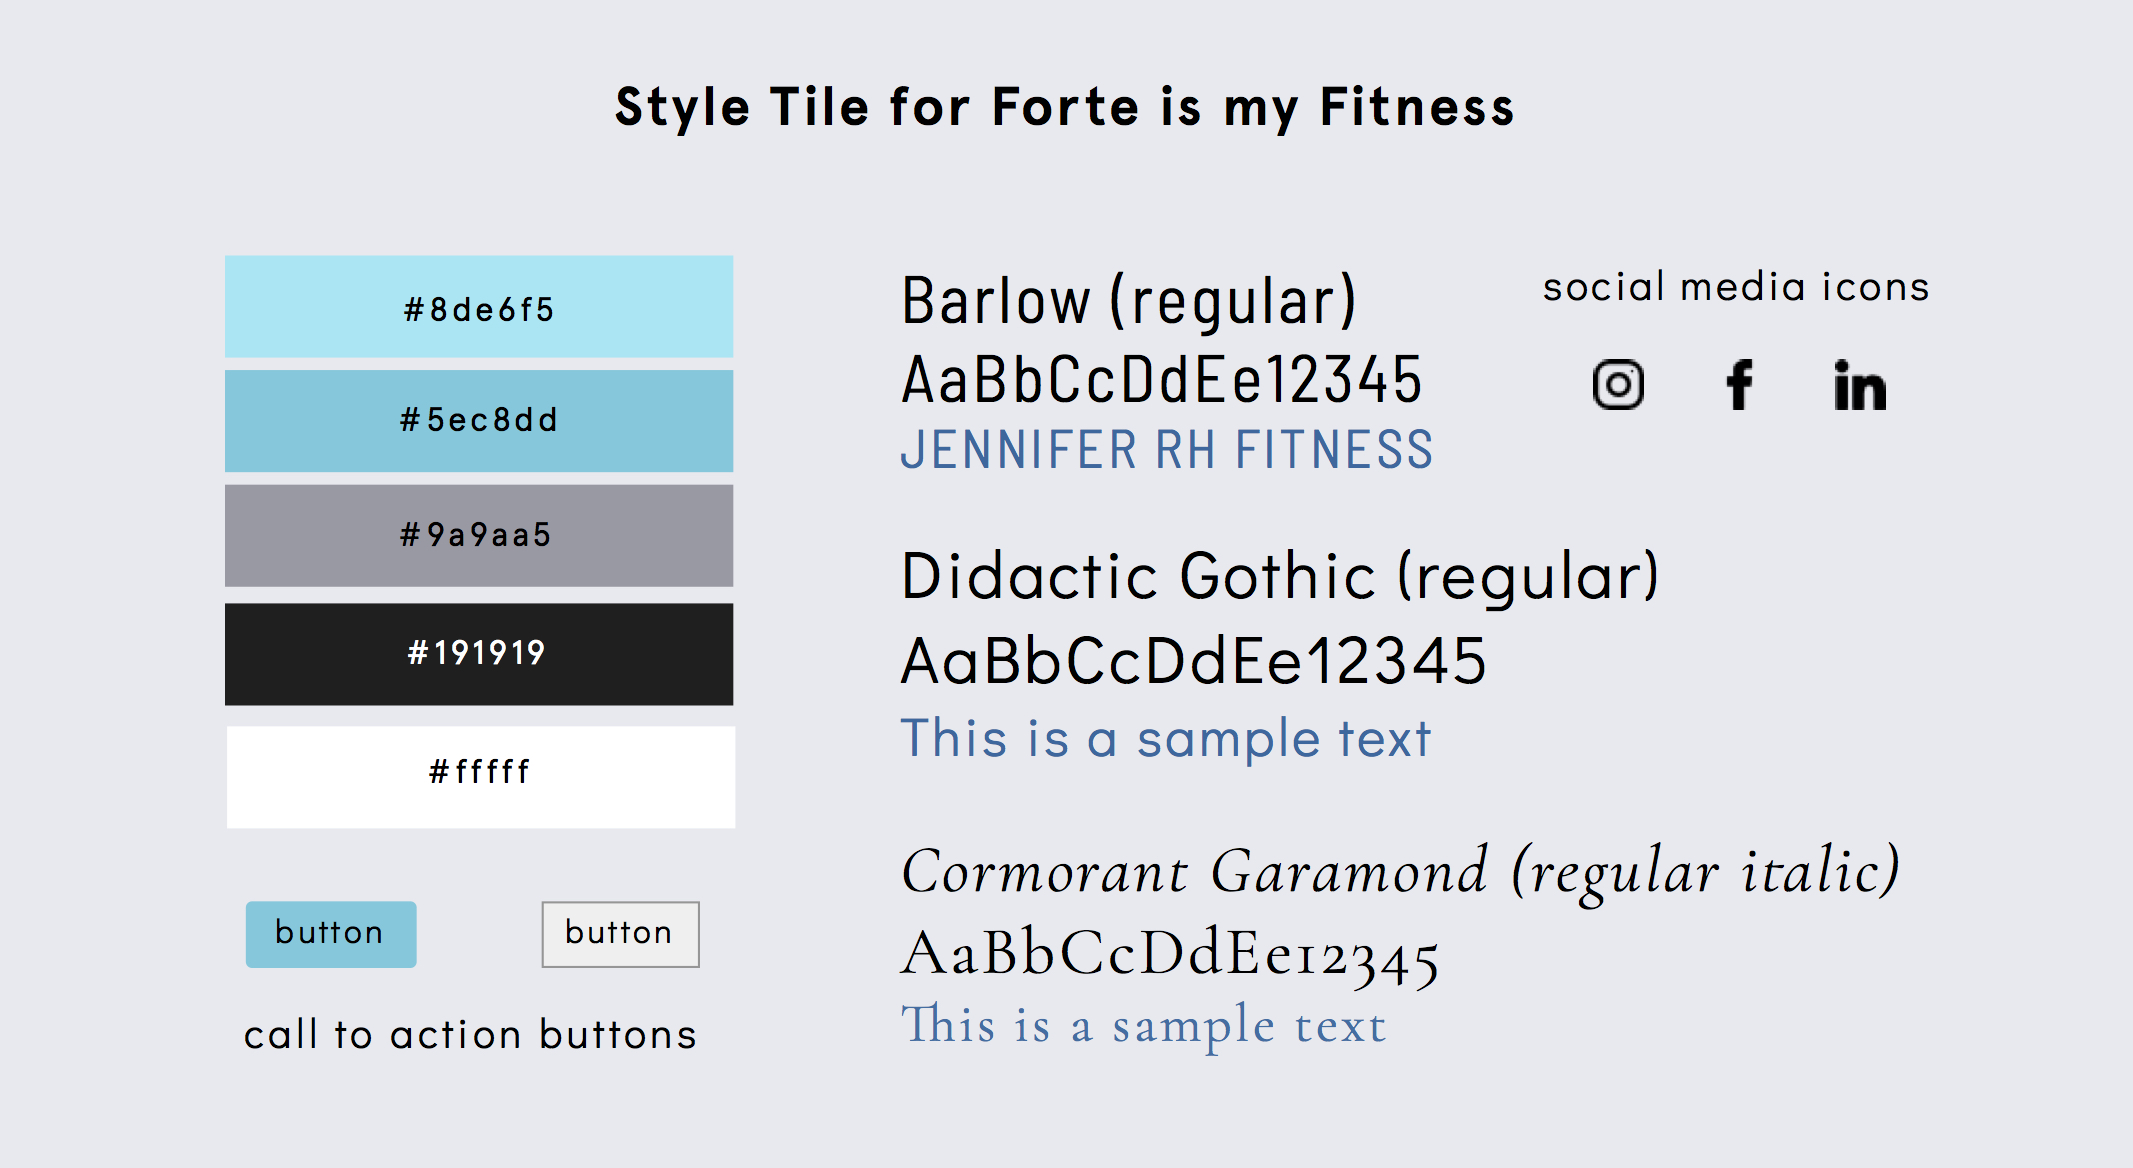 Style Tile for Forte is my Fitness
#8de6f5
#5ec8dd
#9a9aa5
#191919
#fffff
button
button
call to action buttons
Barlow (regular)
AaBbCcDdEe12345
JENNIFER RH FITNESS
Didactic Gothic (regular)
AaBbCcDdEe12345
This is a sample text
Cormorant Garamond (regular italic)
AaBbCcDdEe12345
This is a sample text
social media icons
f
in